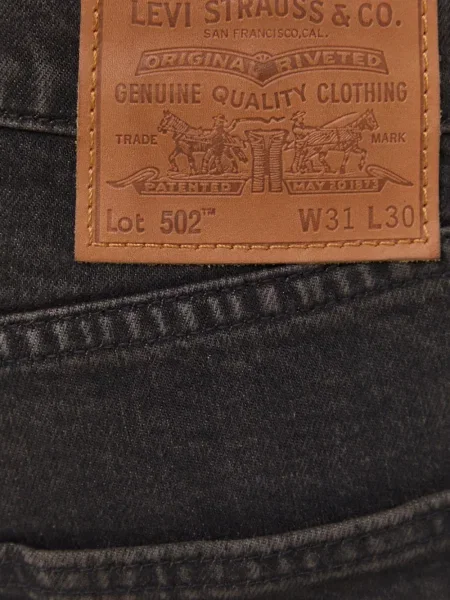 LEVI STRAUSS & CO.
SAN FRANCISCO, CAL.
ORIGINAL RIVETED
GENUINE QUALITY CLOTHING
TRADE MARK
PATENTED MAY 20 1873
Lot 502™ W31 L30